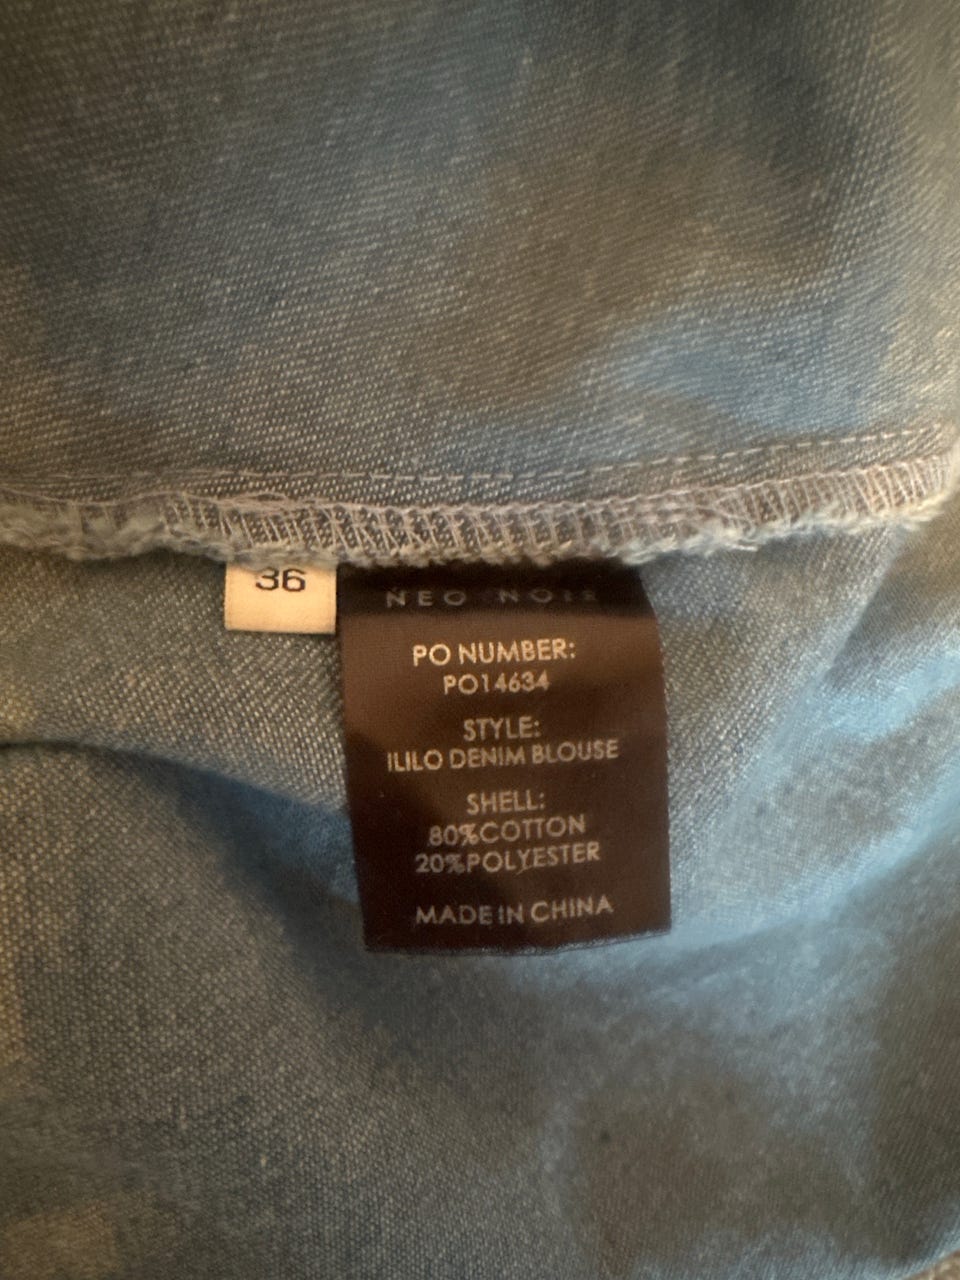 36
NEO NOIR
PO NUMBER:
PO14634
STYLE:
ILILO DENIM BLOUSE
SHELL:
80%COTTON
20%POLYESTER
MADE IN CHINA